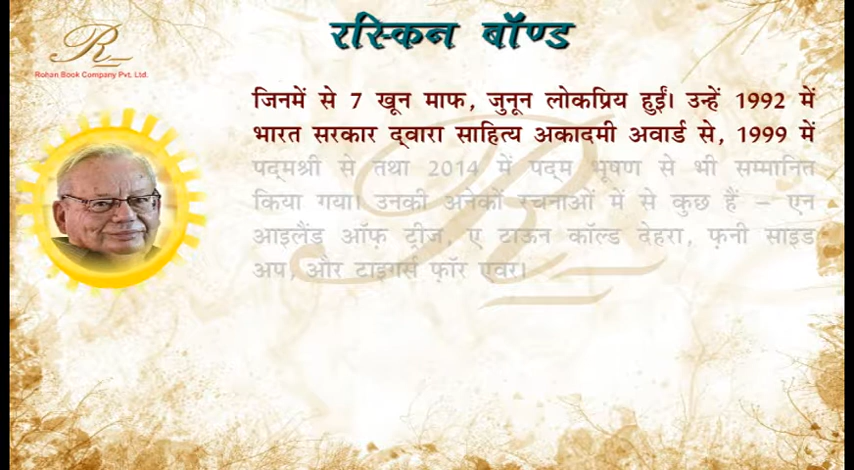 रस्किन बॉण्ड
R
Rohan Book Company Pvt. Ltd.
जिनमें से 7 खून माफ, जुनून लोकप्रिय हुईं। उन्हें 1992 में
भारत सरकार द्वारा साहित्य अकादमी अवार्ड से, 1999 में
पद्मश्री से तथा 2014 में पद्म भूषण से भी सम्मानित
किया गया। उनकी अनेकों रचनाओं में से कुछ हैं – एन
आइलैंड ऑफ़ ट्रीज, ए टाऊन कॉल्ड देहरा, फ़नी साइड
अप, और टाइगर्स फ़ॉर एवर।